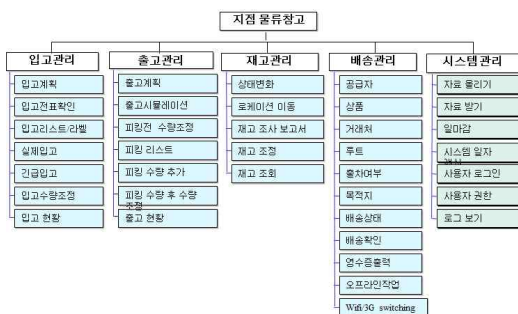 지점 물류창고
입고관리
입고계획
입고전표확인
입고리스트/라벨
실제입고
긴급입고
입고수량조정
입고 현황
출고관리
출고계획
출고시뮬레이션
피킹전 수량조정
피킹 리스트
피킹 수량 추가
피킹 수량 후 수량
조정
출고 현황
재고관리
상태변화
로케이션 이동
재고 조사 보고서
재고 조정
재고 조회
배송관리
공급자
상품
거래처
루트
출차여부
목적지
배송상태
배송확인
영수증출력
오프라인작업
Wifi/3G switching
시스템관리
자료 올리기
자료 받기
일마감
시스템 일자
사용자 로그인
사용자 권한
로그 보기